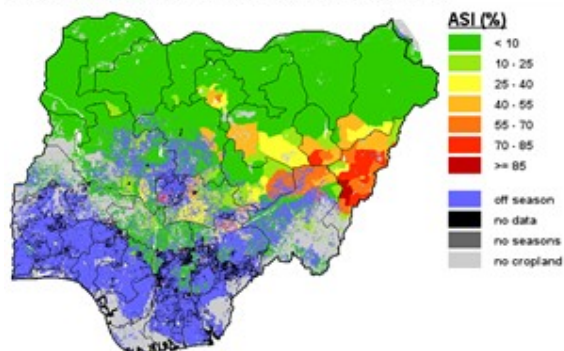 ASI (%)
< 10
10 - 25
25 - 40
40 - 55
55 - 70
70 - 85
>= 85
off season
no data
no seasons
no cropland